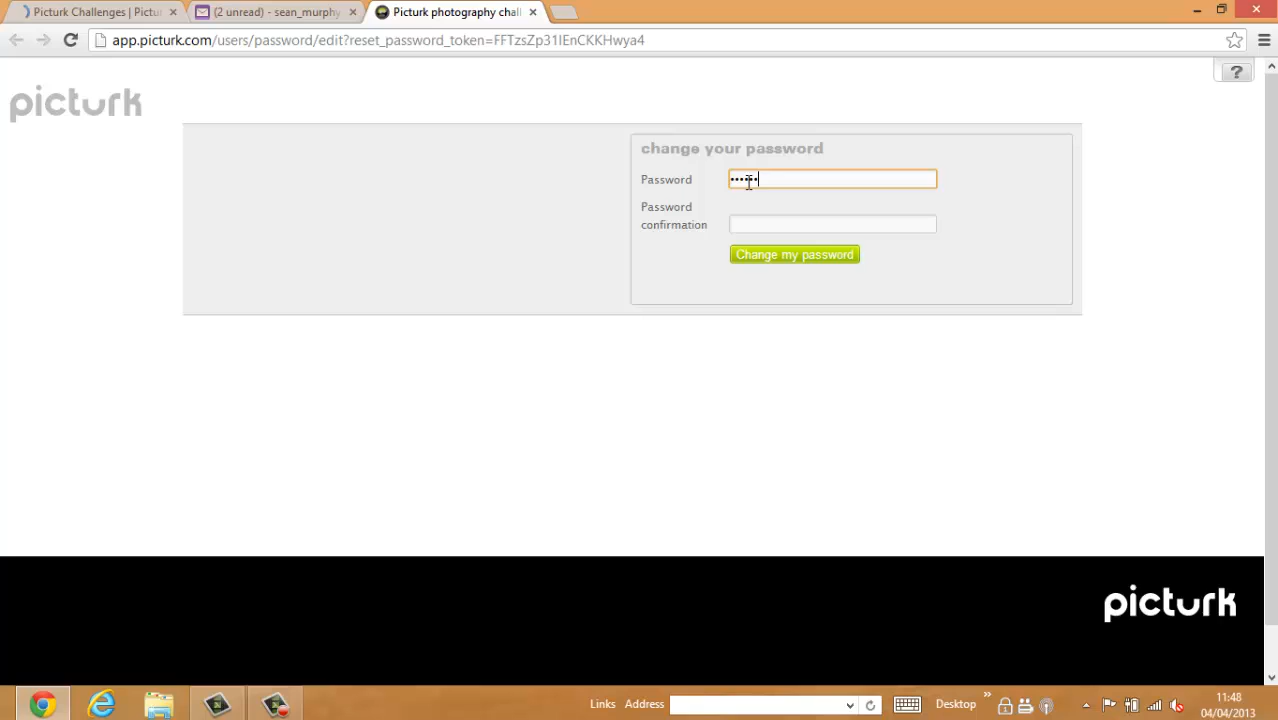 Picturk Challenges | Pictu
(2 unread) - sean_murphy
Picturk photography chal
app.picturk.com/users/password/edit?reset_password_token=FFTzsZp31IEnCKKHwya4
?
picturk
change your password
Password
Password
confirmation
Change my password
picturk
Links
Address
Desktop
11:48
04/04/2013